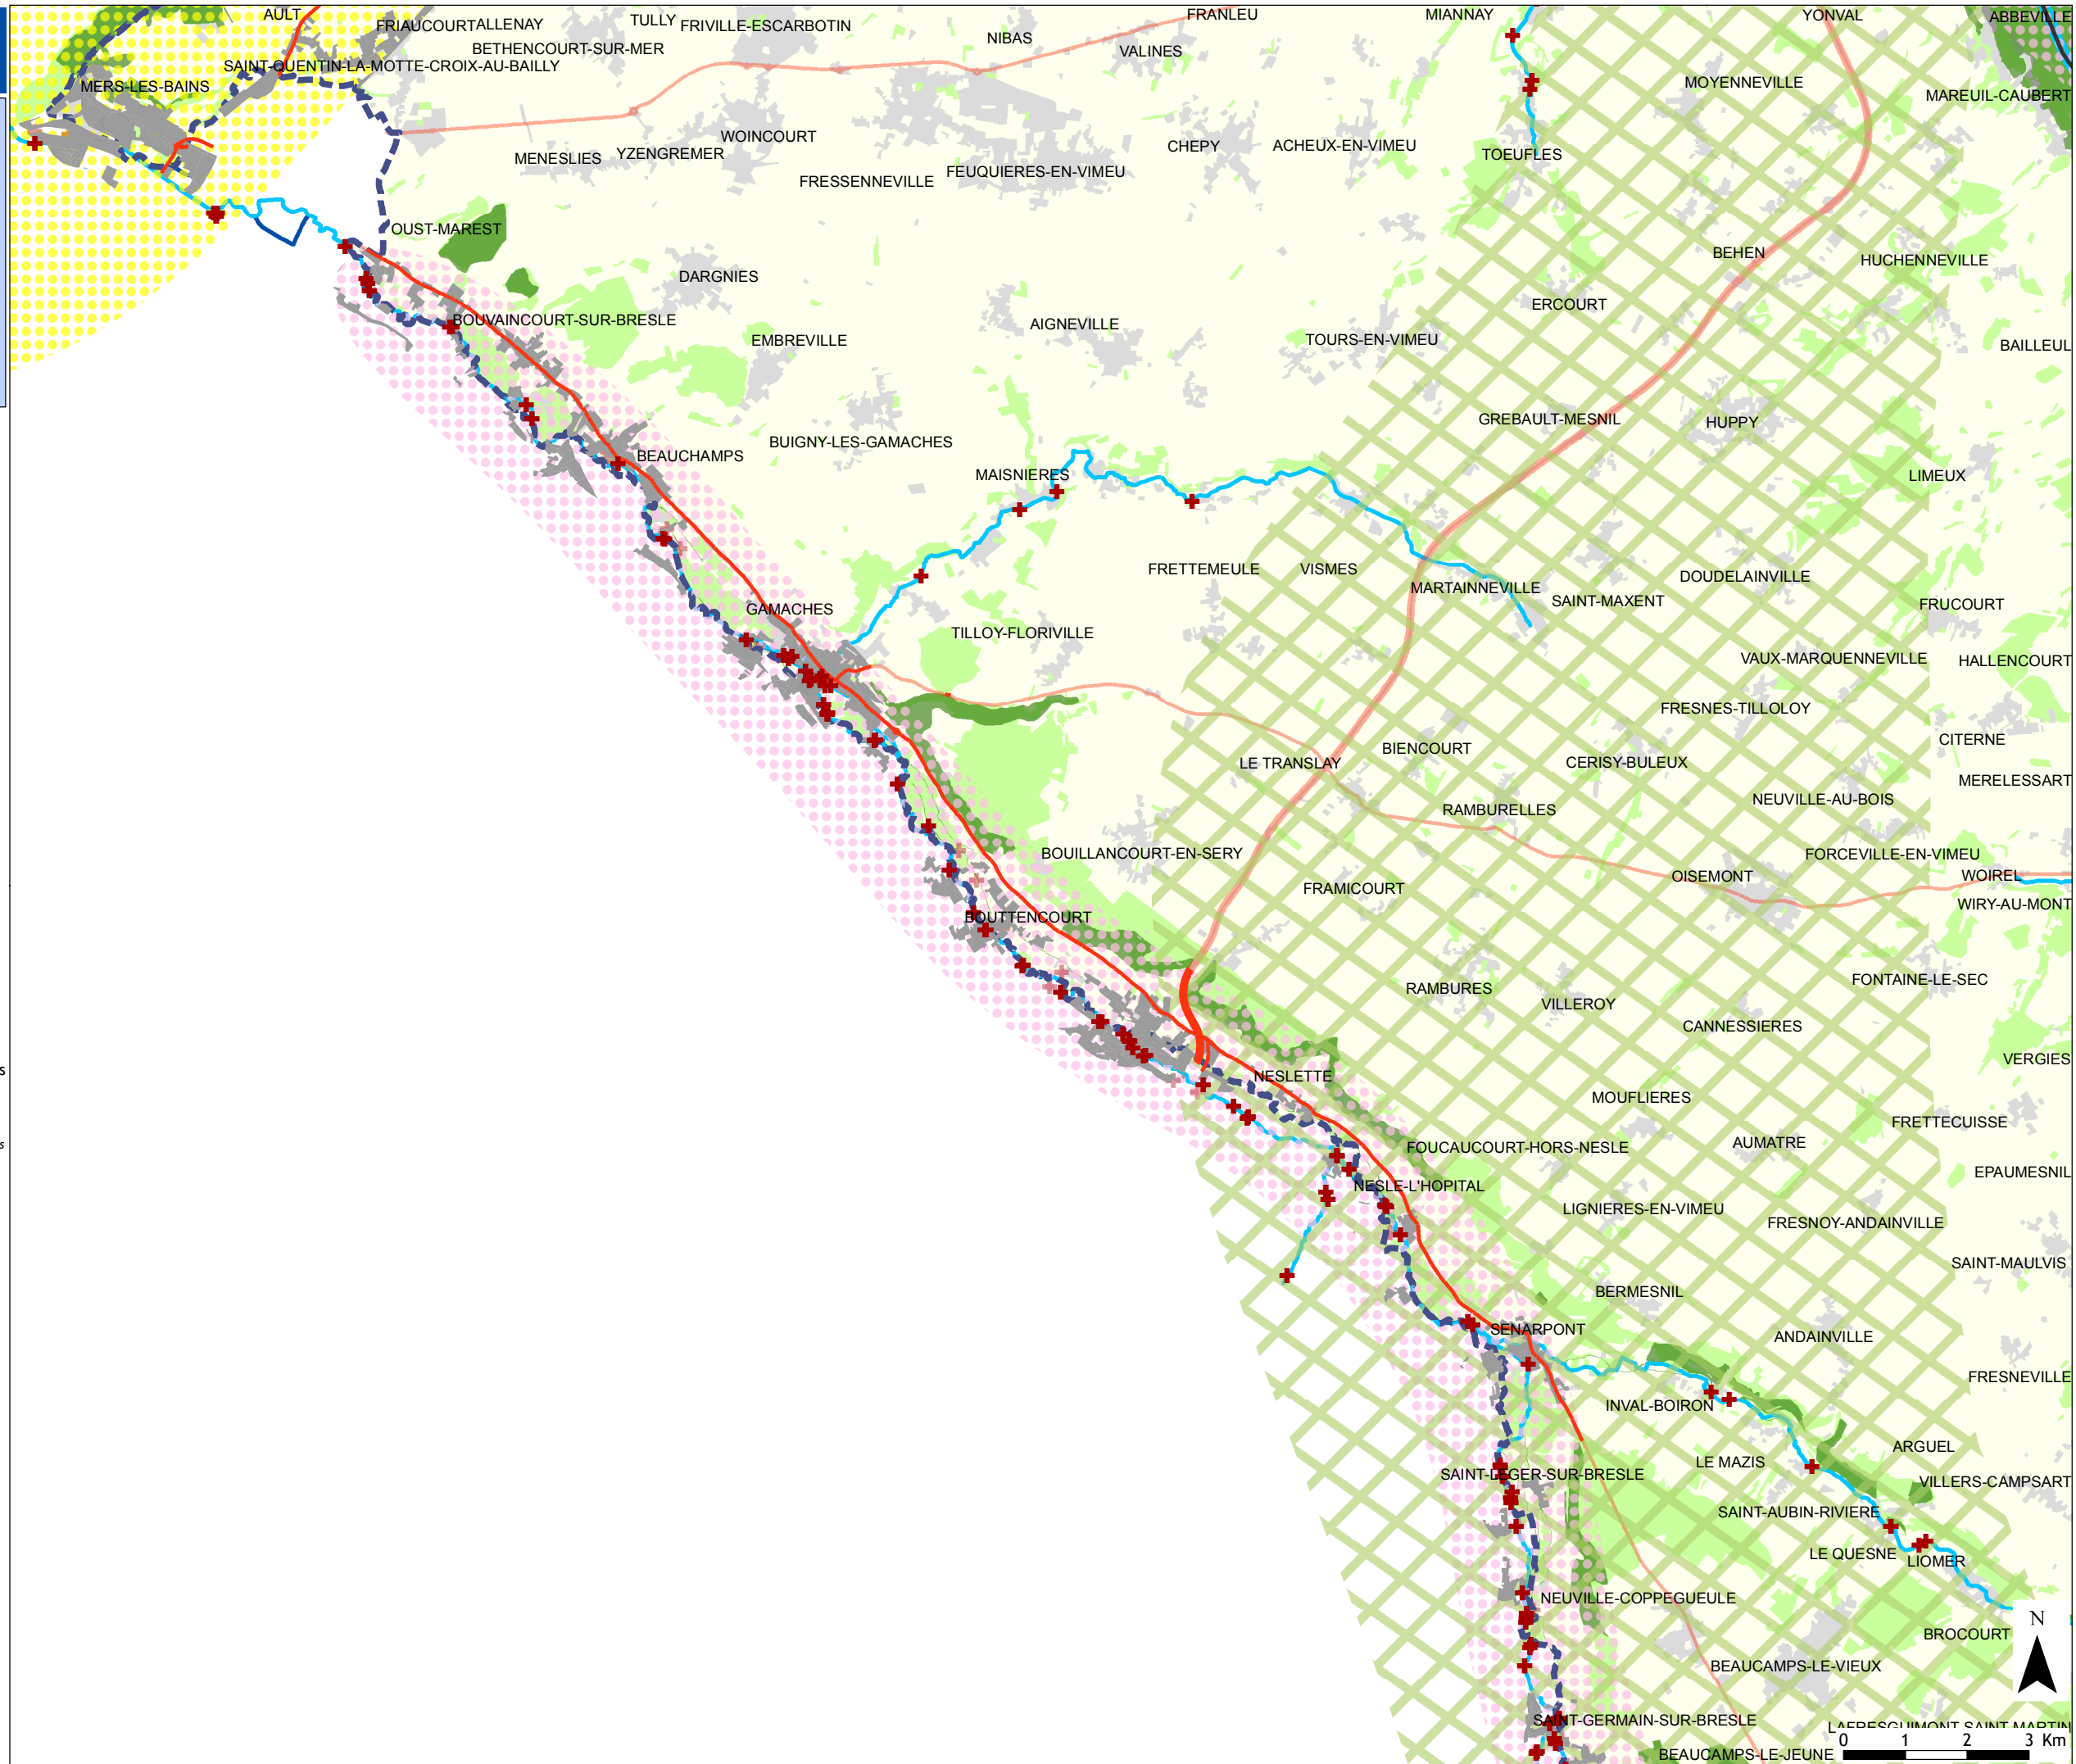 AULT
FRIAUCOURT
ALLENAY
TULLY
FRIVILLE-ESCARBOTIN
FRANLEU
MIANNAY
YONVAL
ABBEVILLE
BETHENCOURT-SUR-MER
NIBAS
VALINES
SAINT-QUENTIN-LA-MOTTE-CROIX-AU-BAILLY
MERS-LES-BAINS
MOYENNEVILLE
MAREUIL-CAUBERT
WOINCOURT
MENESLIES
YZENGREMER
CHEPY
ACHEUX-EN-VIMEU
TOEUFLES
FRESSENNEVILLE
FEUQUIERES-EN-VIMEU
OUST-MAREST
BEHEN
HUCHENNEVILLE
DARGNIES
ERCOURT
BOUVAINCOURT-SUR-BRESLE
AIGNEVILLE
EMBREVILLE
TOURS-EN-VIMEU
BAILLEUL
GREBAULT-MESNIL
HUPPY
BUIGNY-LES-GAMACHES
BEAUCHAMPS
MAISNIERES
LIMEUX
FRETTEMEULE
VISMES
MARTAINNEVILLE
DOUDELAINVILLE
SAINT-MAXENT
FRUCOURT
GAMACHES
TILLOY-FLORIVILLE
VAUX-MARQUENNEVILLE
HALLENCOURT
FRESNES-TILLOLOY
BIENCOURT
CITERNE
LE TRANSLAY
CERISY-BULEUX
MERELESSART
NEUVILLE-AU-BOIS
RAMBURELLES
BOUILLANCOURT-EN-SERY
FORCEVILLE-EN-VIMEU
FRAMICOURT
OISEMONT
WOIREL
WIRY-AU-MONT
BOUTTENCOURT
RAMBURES
VILLEROY
FONTAINE-LE-SEC
CANNESSIERES
VERGIES
NESLETTE
MOUFLIERES
FRETTECUISSE
FOUCAUCOURT-HORS-NESLE
AUMATRE
EPAUMESNIL
NESLE-L'HOPITAL
LIGNIERES-EN-VIMEU
FRESNOY-ANDAINVILLE
SAINT-MAULVIS
BERMESNIL
SENARPONT
ANDAINVILLE
FRESNEVILLE
INVAL-BOIRON
ARGUEL
LE MAZIS
SAINT-LEGER-SUR-BRESLE
VILLERS-CAMPSART
SAINT-AUBIN-RIVIERE
LE QUESNE
LIOMER
NEUVILLE-COPPEGUEULE
N
BROCOURT
BEAUCAMPS-LE-VIEUX
SAINT-GERMAIN-SUR-BRESLE
LAFRESGUIMONT-SAINT-MARTIN
BEAUCAMPS-LE-JEUNE
0 1 2 3 Km